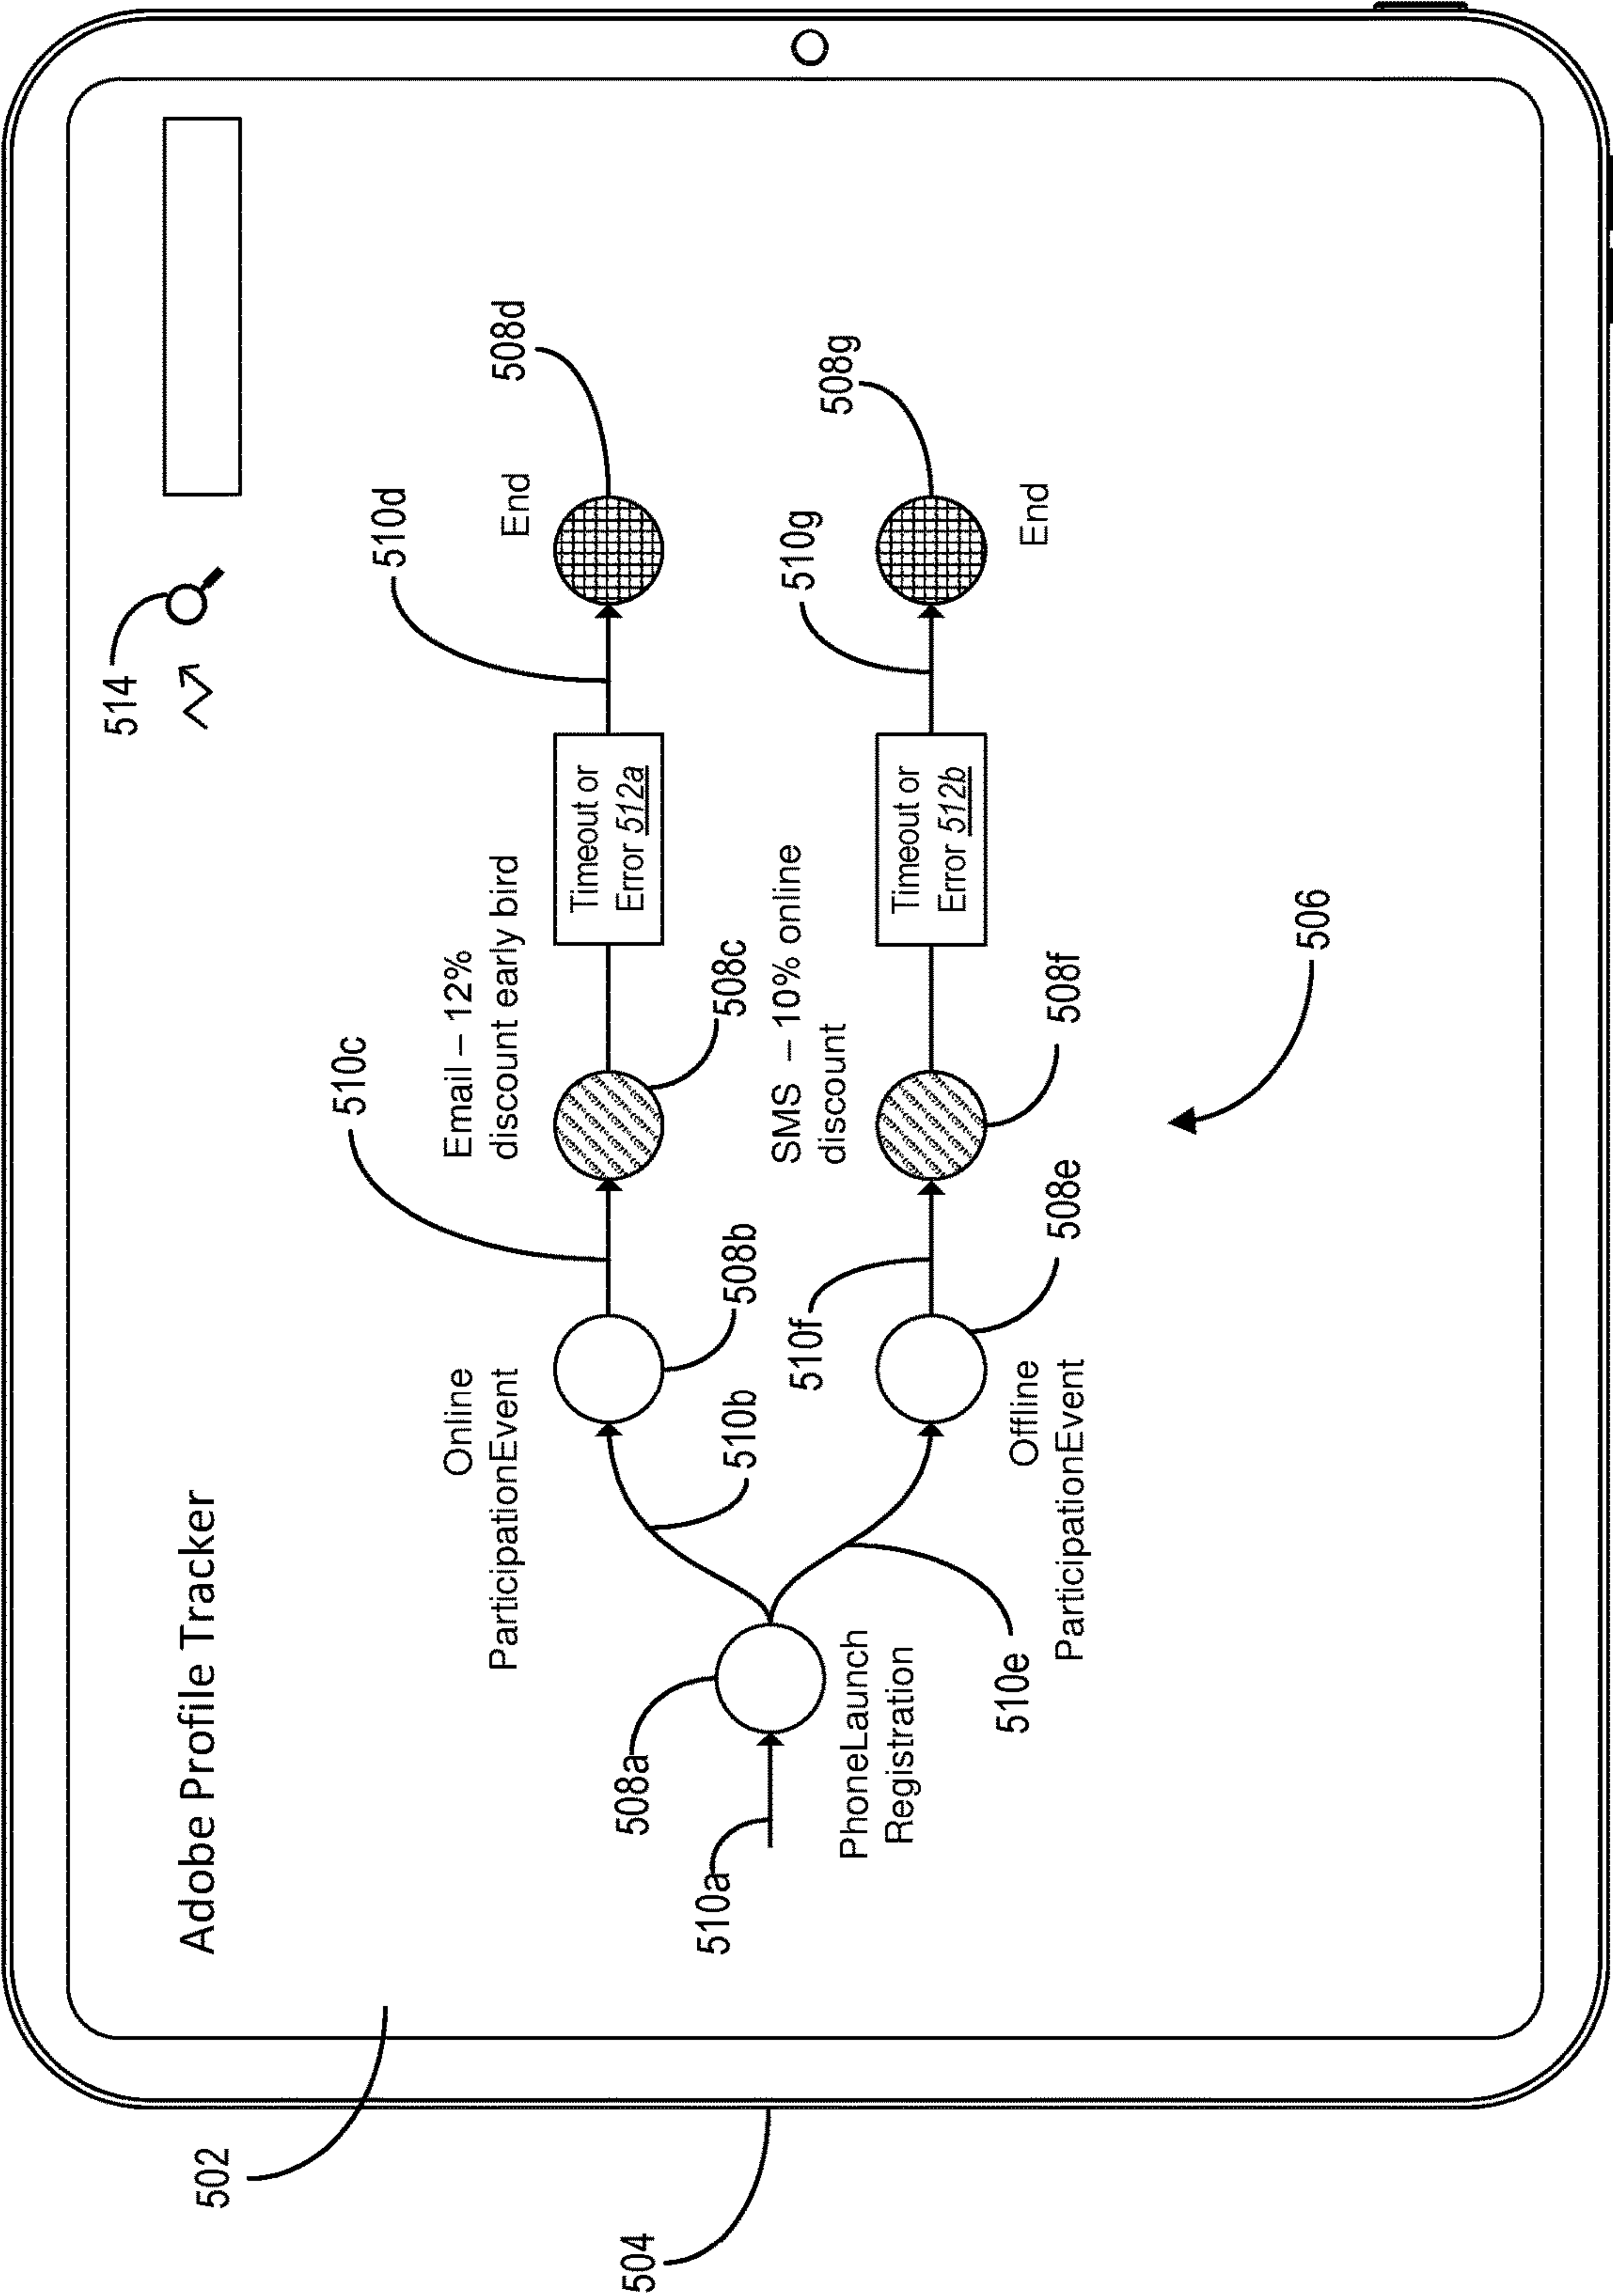 Adobe Profile Tracker
514
502
504
510a
508a
PhoneLaunch
Registration
Online
ParticipationEvent
510b
508b
510c
Email – 12%
discount early bird
508c
Timeout or
Error 512a
510d
End
508d
510e
Offline
ParticipationEvent
508e
510f
SMS – 10% online
discount
508f
Timeout or
Error 512b
510g
End
508g
506